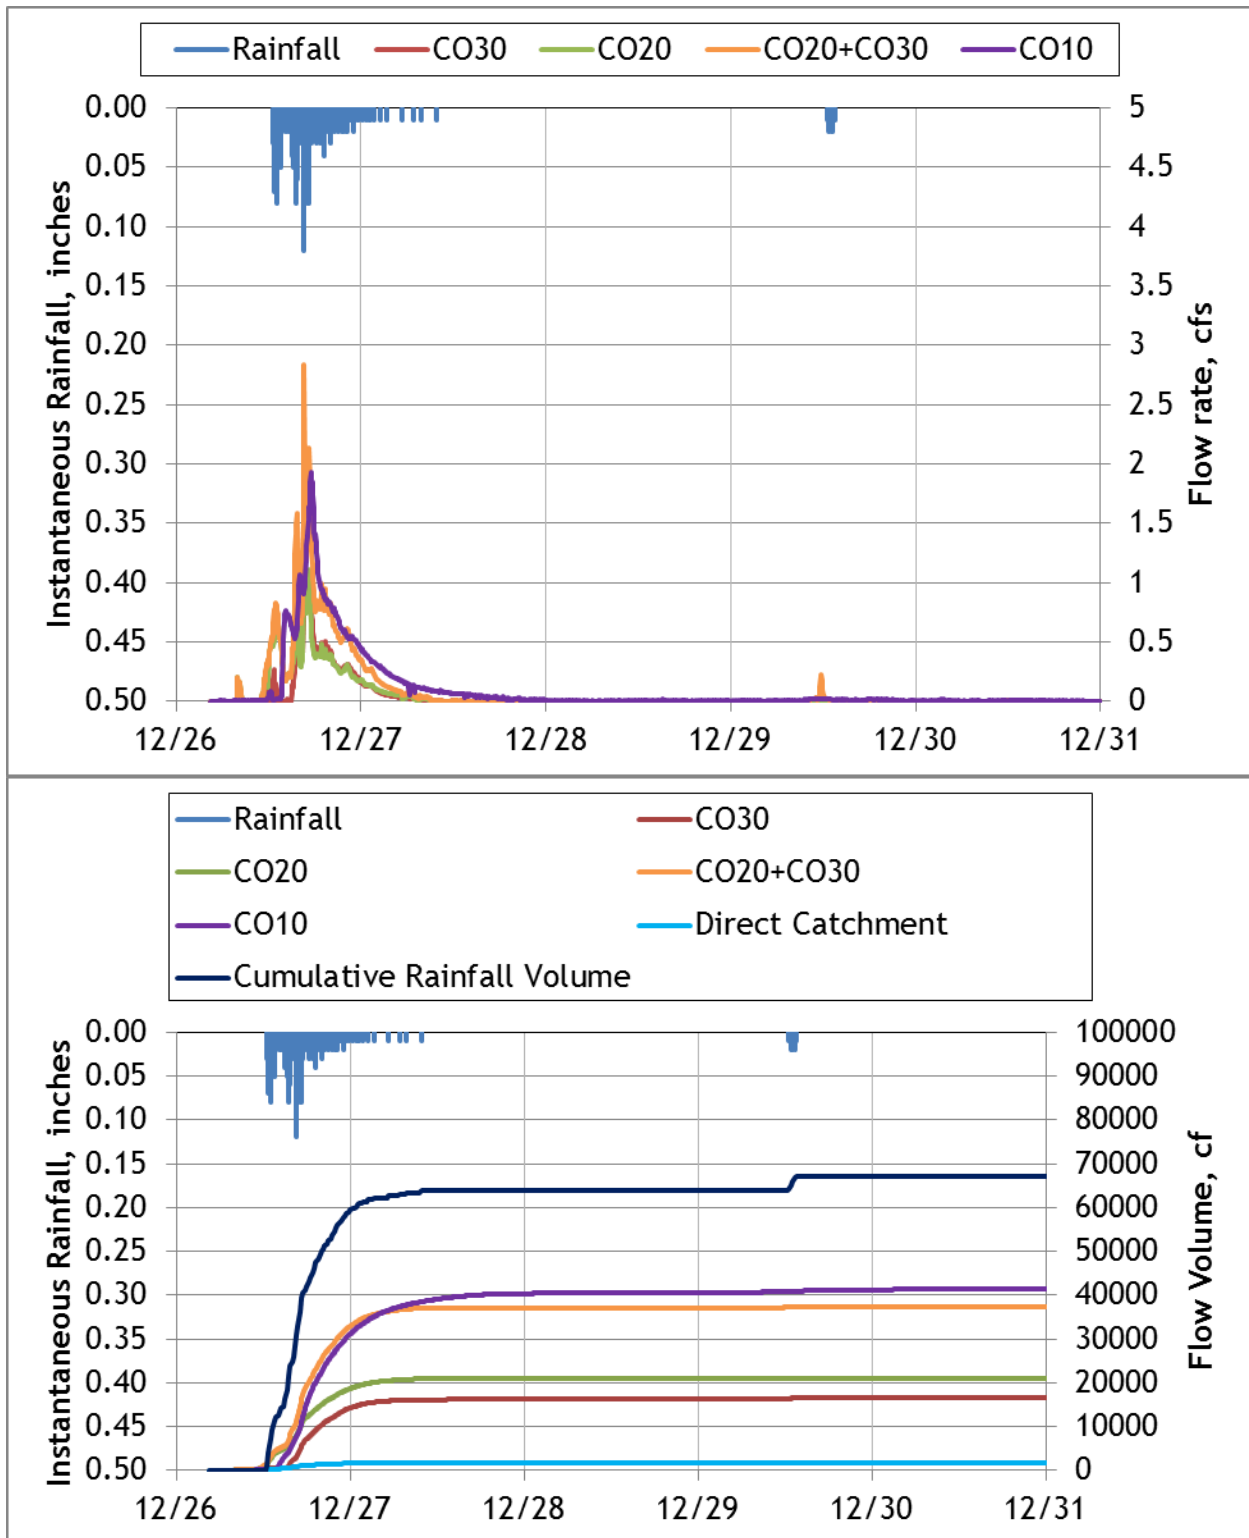 Rainfall CO30 CO20 CO20+CO30 CO10
0.00 5
0.05 4.5
0.10 4
0.15 3.5
0.20 3
0.25 2.5
0.30 2
0.35 1.5
0.40 1
0.45 0.5
0.50 0
Instantaneous Rainfall, inches
Flow rate, cfs
12/26 12/27 12/28 12/29 12/30 12/31
Rainfall CO30
CO20 CO20+CO30
CO10 Direct Catchment
Cumulative Rainfall Volume
0.00 100000
0.05 90000
0.10 80000
0.15 70000
0.20 60000
0.25 50000
0.30 40000
0.35 30000
0.40 20000
0.45 10000
0.50 0
Instantaneous Rainfall, inches
Flow Volume, cf
12/26 12/27 12/28 12/29 12/30 12/31